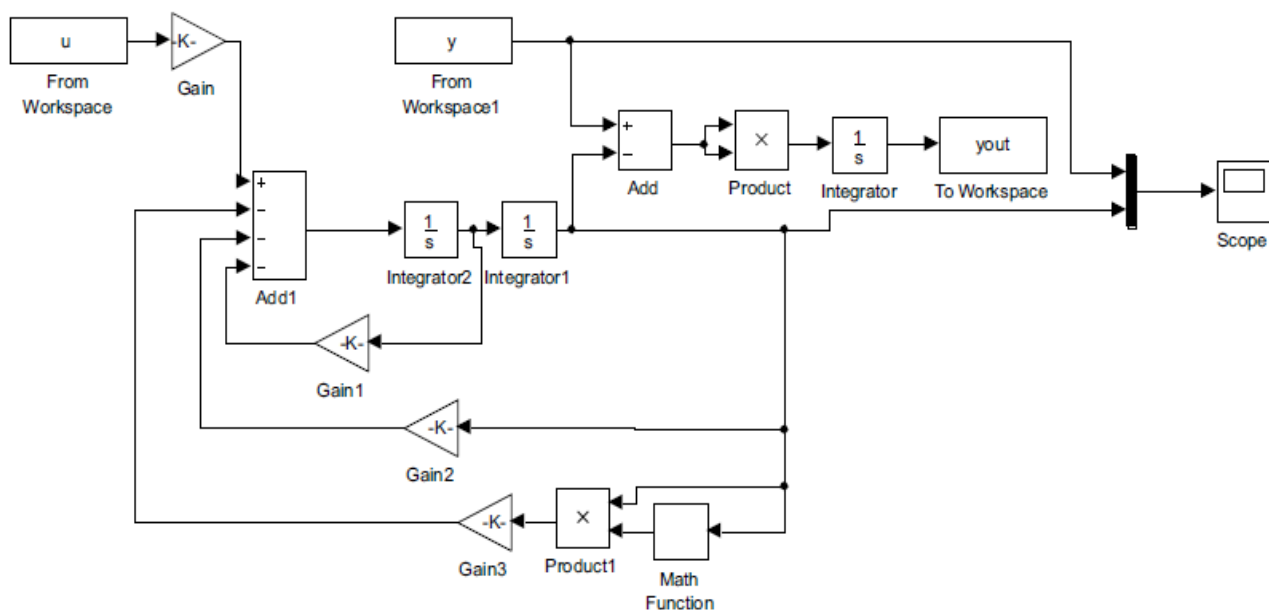 u
-K-
From
Workspace
Gain
y
From
Workspace1
+
−
Add
×
Product
1
s
Integrator
yout
To Workspace
Scope
+
−
−
−
Add1
1
s
Integrator2
1
s
Integrator1
-K-
Gain1
-K-
Gain2
-K-
Gain3
×
Product1
Math
Function